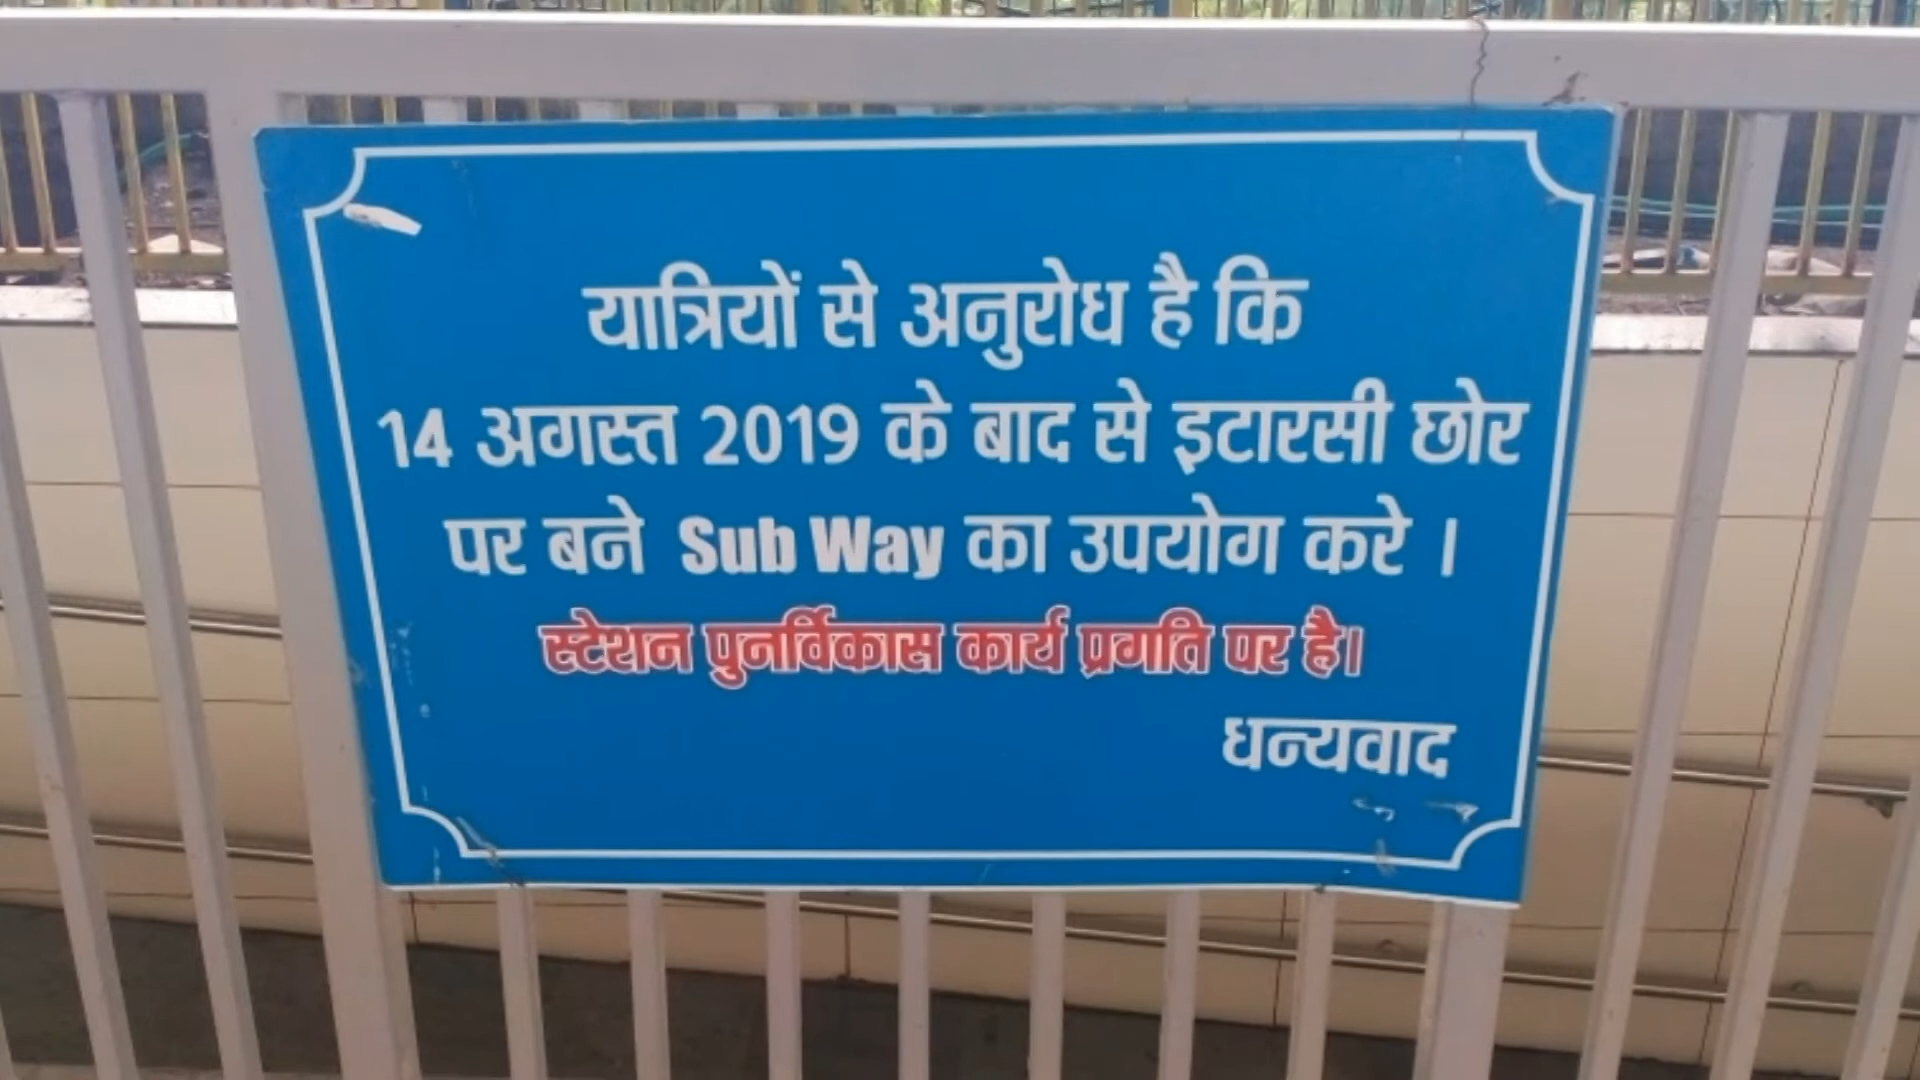 यात्रियों से अनुरोध है कि
14 अगस्त 2019 के बाद से इटारसी छोर
पर बने Sub Way का उपयोग करे ।
स्टेशन पुनर्विकास कार्य प्रगति पर है।
धन्यवाद